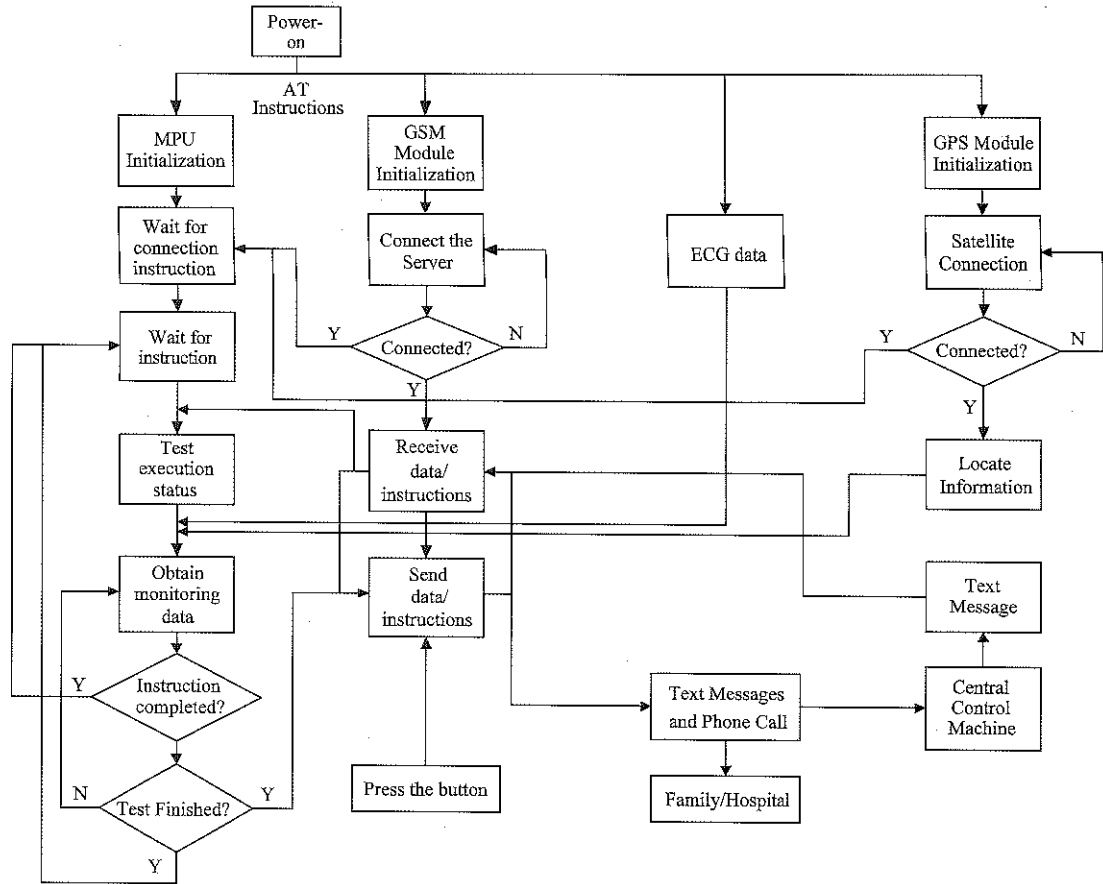 Power-
on
AT
Instructions
MPU
Initialization
GSM
Module
Initialization
GPS Module
Initialization
Wait for
connection
instruction
Connect the
Server
ECG data
Satellite
Connection
Wait for
instruction
Y
Connected?
N
Y
Y
Connected?
N
Y
Test
execution
status
Receive
data/
instructions
Locate
Information
Obtain
monitoring
data
Send
data/
instructions
Text
Message
Y
Instruction
completed?
Text Messages
and Phone Call
Central
Control
Machine
N
Test Finished?
Y
Y
Press the button
Family/Hospital